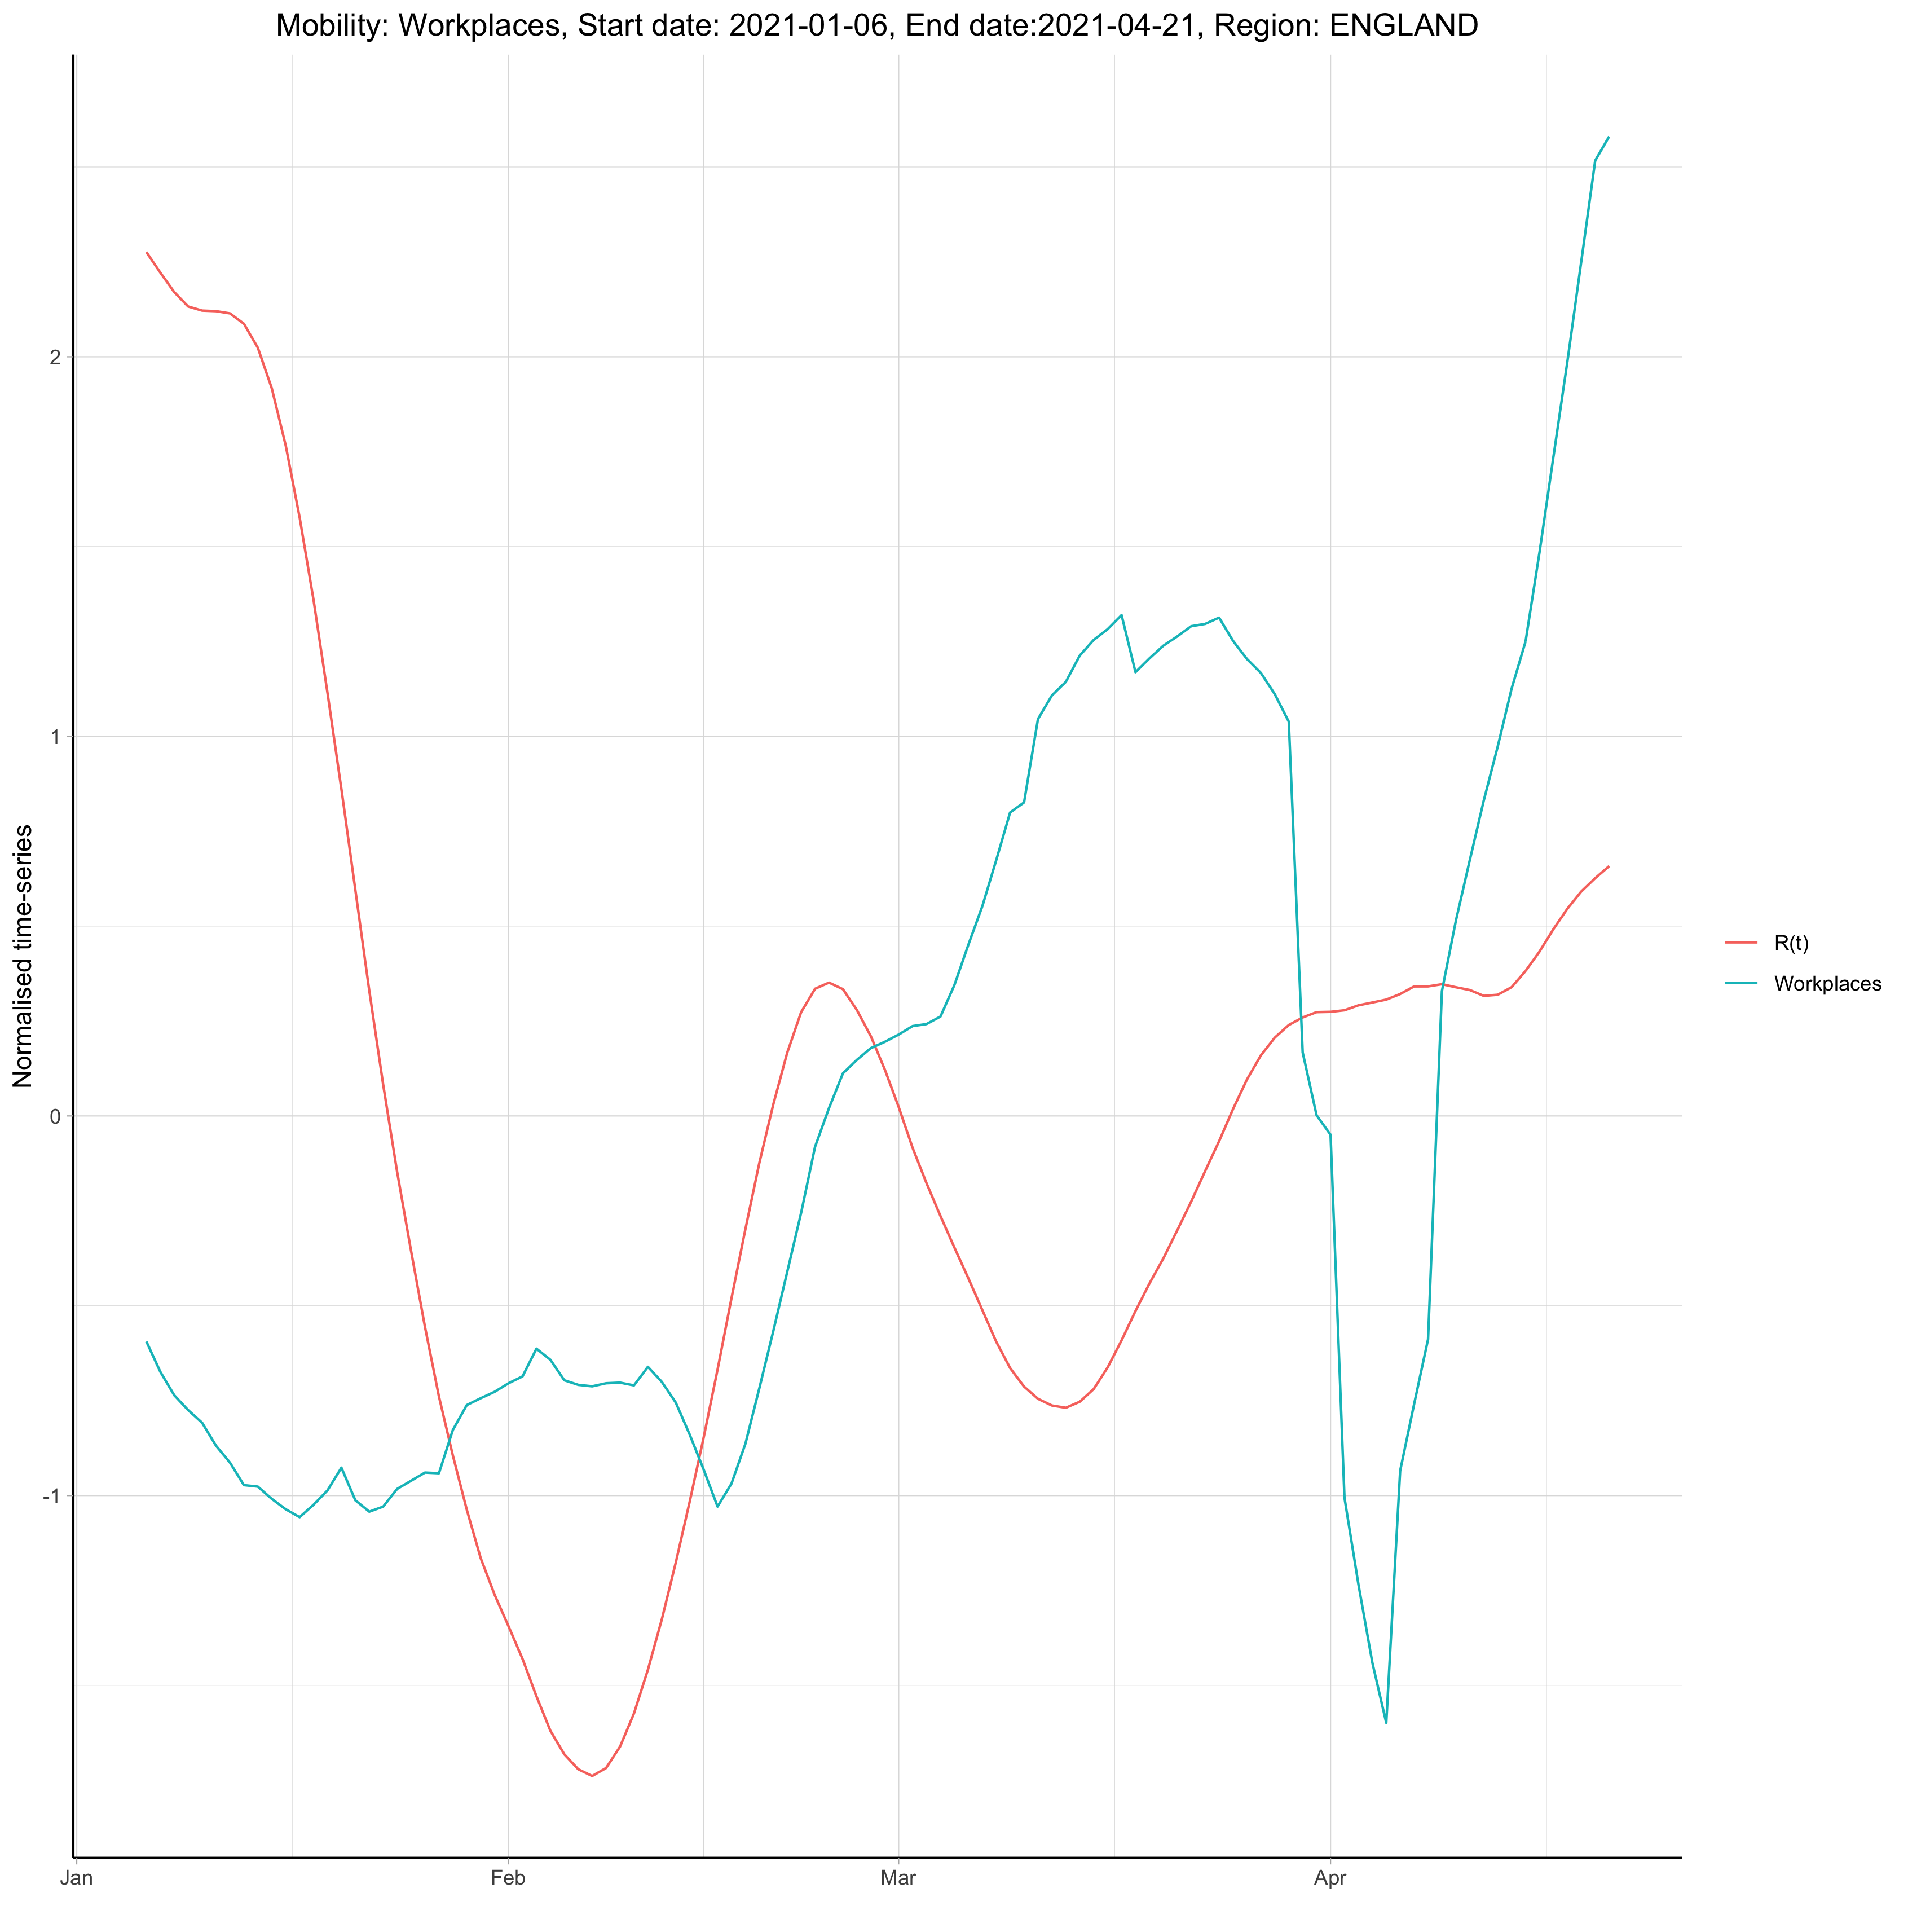 Mobility: Workplaces, Start date: 2021-01-06, End date:2021-04-21, Region: ENGLAND
Normalised time-series
2
1
0
-1
Jan
Feb
Mar
Apr
R(t)
Workplaces